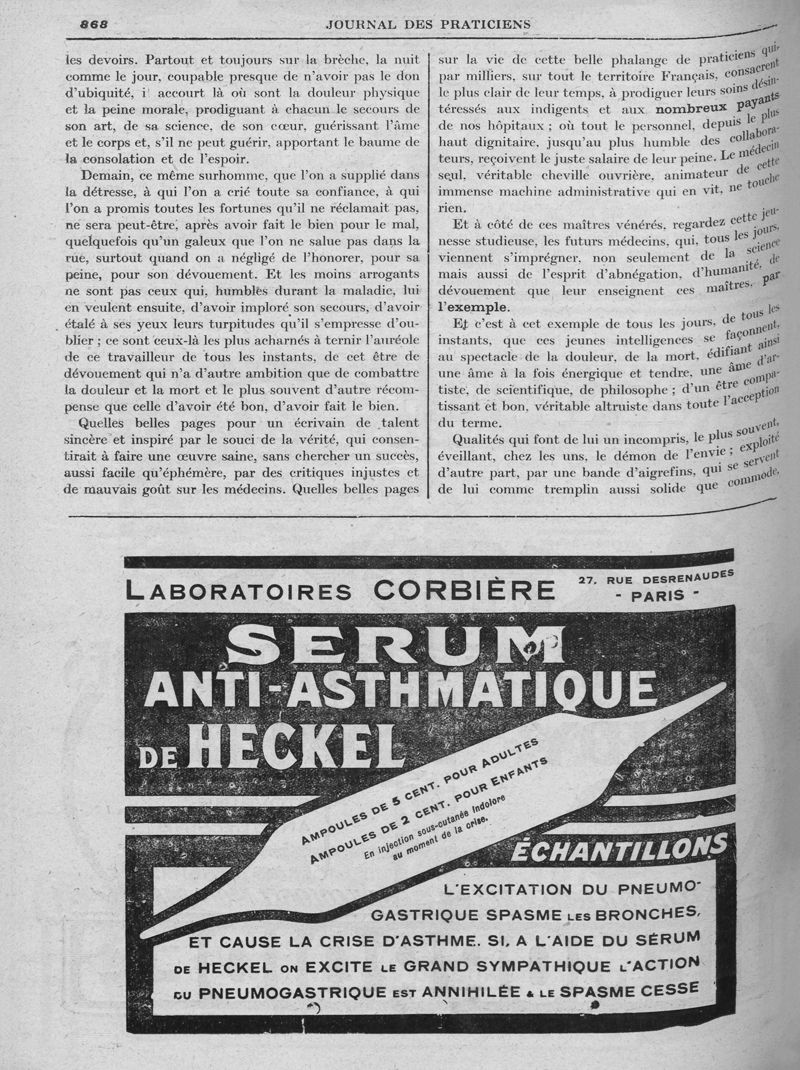 868
JOURNAL DES PRATICIENS
les devoirs. Partout et toujours sur la brèche, la nuit
comme le jour, coupable presque de n'avoir pas le don
d'ubiquité, i' accourt là où sont la douleur physique
et la peine morale, prodiguant à chacun le secours de
son art, de sa science, de son cœur, guérissant l'âme
et le corps et, s'il ne peut guérir, apportant le baume de
la consolation et de l'espoir.
Demain, ce même surhomme, que l'on a supplié dans
la détresse, à qui l'on a crié toute sa confiance, à qui
l'on a promis toutes les fortunes qu'il ne réclamait pas,
ne sera peut-être, après avoir fait le bien pour le mal,
quelquefois qu'un galeux que l'on ne salue pas dans la
rue, surtout quand on a négligé de l'honorer, pour sa
peine, pour son dévouement. Et les moins arrogants
ne sont pas ceux qui, humbles durant la maladie, lui
en veulent ensuite, d'avoir imploré son secours, d'avoir
étalé à ses yeux leurs turpitudes qu'il s'empresse d'ou-
blier ; ce sont ceux-là les plus acharnés à ternir l'auréole
de ce travailleur de tous les instants, de cet être de
dévouement qui n'a d'autre ambition que de combattre
la douleur et la mort et le plus souvent d'autre récom-
pense que celle d'avoir été bon, d'avoir fait le bien.
Quelles belles pages pour un écrivain de talent
sincère et inspiré par le souci de la vérité, qui consen-
tirait à faire une œuvre saine, sans chercher un succès,
aussi facile qu'éphémère, par des critiques injustes et
de mauvais goût sur les médecins. Quelles belles pages
sur la vie de cette belle phalange de praticiens qui,
par milliers, sur tout le territoire Français, consacrent
le plus clair de leur temps, à prodiguer leurs soins désin-
téressés aux indigents et aux nombreux payants
de nos hôpitaux ; où tout le personnel, depuis le plus
haut dignitaire, jusqu'au plus humble des collabora-
teurs, reçoivent le juste salaire de leur peine. Le médecin
seul, véritable cheville ouvrière, animateur de cette
immense machine administrative qui en vit, ne touche
rien.
Et à côté de ces maîtres vénérés, regardez cette jeu-
nesse studieuse, les futurs médecins, qui, tous les jours,
viennent s'imprégner, non seulement de la science
mais aussi de l'esprit d'abnégation, d'humanité, de
dévouement que leur enseignent ces maîtres, par
l'exemple.
Et c'est à cet exemple de tous les jours, de tous les
instants, que ces jeunes intelligences se façonnent,
au spectacle de la douleur, de la mort, édifiant ainsi
une âme à la fois énergique et tendre, une âme d'ar-
tiste, de scientifique, de philosophe ; d'un être compa-
tissant et bon, véritable altruiste dans toute l'acception
du terme.
Qualités qui font de lui un incompris, le plus souvent,
éveillant, chez les uns, le démon de l'envie ; exploité
d'autre part, par une bande d'aigrefins, qui se servent
de lui comme tremplin aussi solide que commode,
LABORATOIRES CORBIÈRE
27, RUE DESRENAUDES
- PARIS -
SERUM
ANTI-ASTHMATIQUE
DE HECKEL
AMPOULES DE 5 CENT. POUR ADULTES
AMPOULES DE 2 CENT. POUR ENFANTS
En injection sous-cutanée indolore
au moment de la crise.
ÉCHANTILLONS
L'EXCITATION DU PNEUMO-
GASTRIQUE SPASME LES BRONCHES,
ET CAUSE LA CRISE D'ASTHME. SI, A L'AIDE DU SÉRUM
DE HECKEL ON EXCITE LE GRAND SYMPATHIQUE L'ACTION
DU PNEUMOGASTRIQUE EST ANNIHILÉE & LE SPASME CESSE